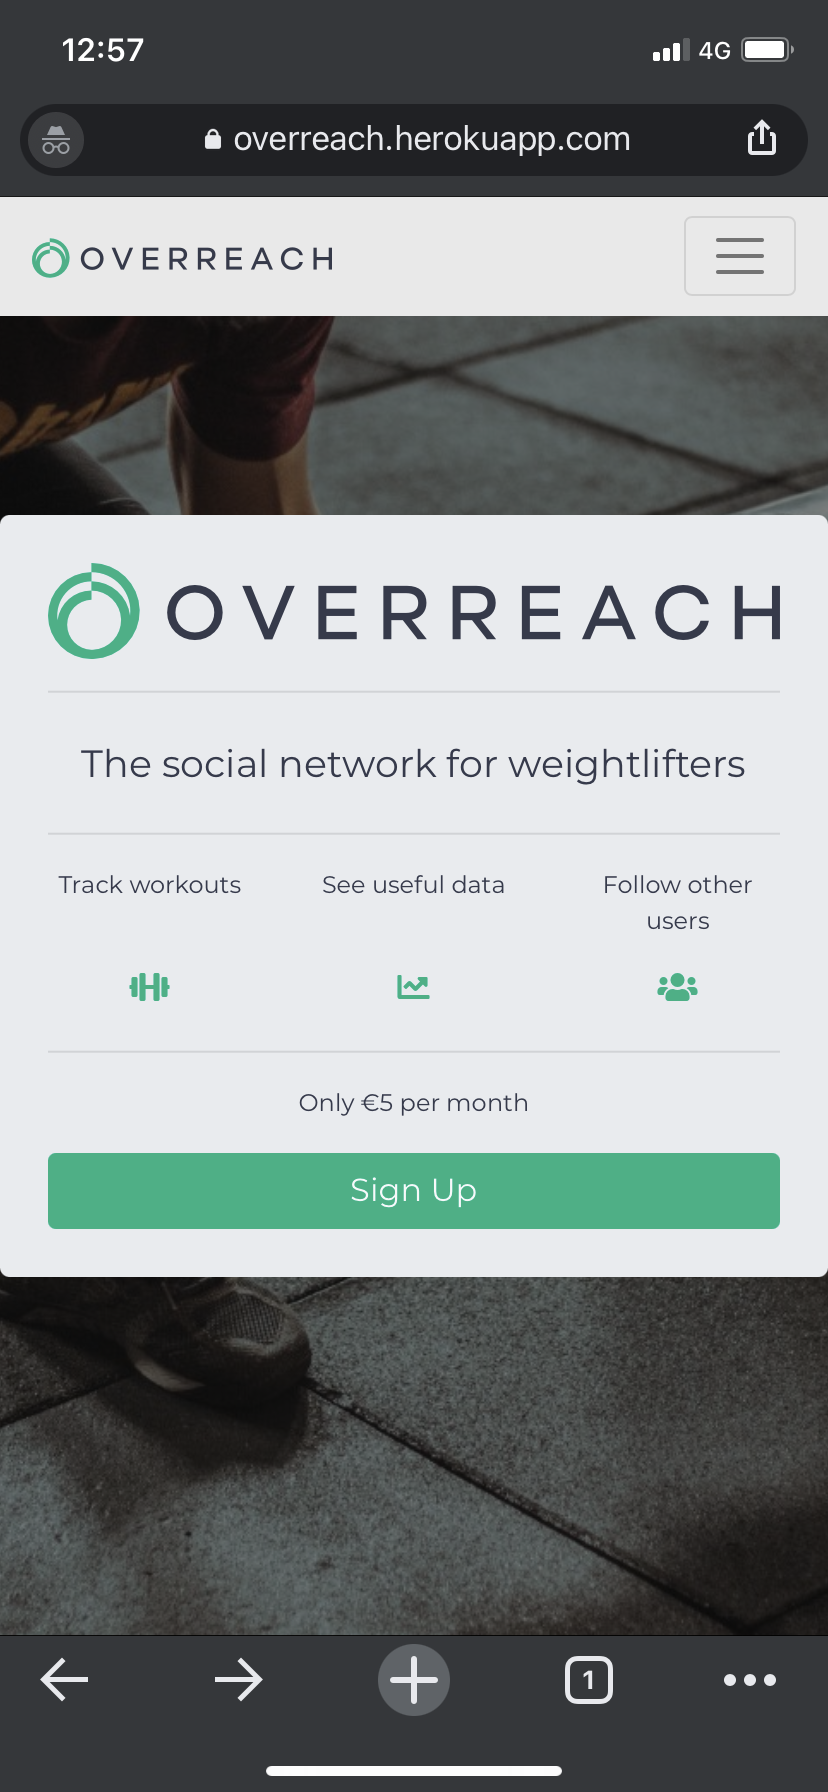 12:57
4G
overreach.herokuapp.com
OVERREACH
OVERREACH
The social network for weightlifters
Track workouts
See useful data
Follow other
users
Only €5 per month
Sign Up
1